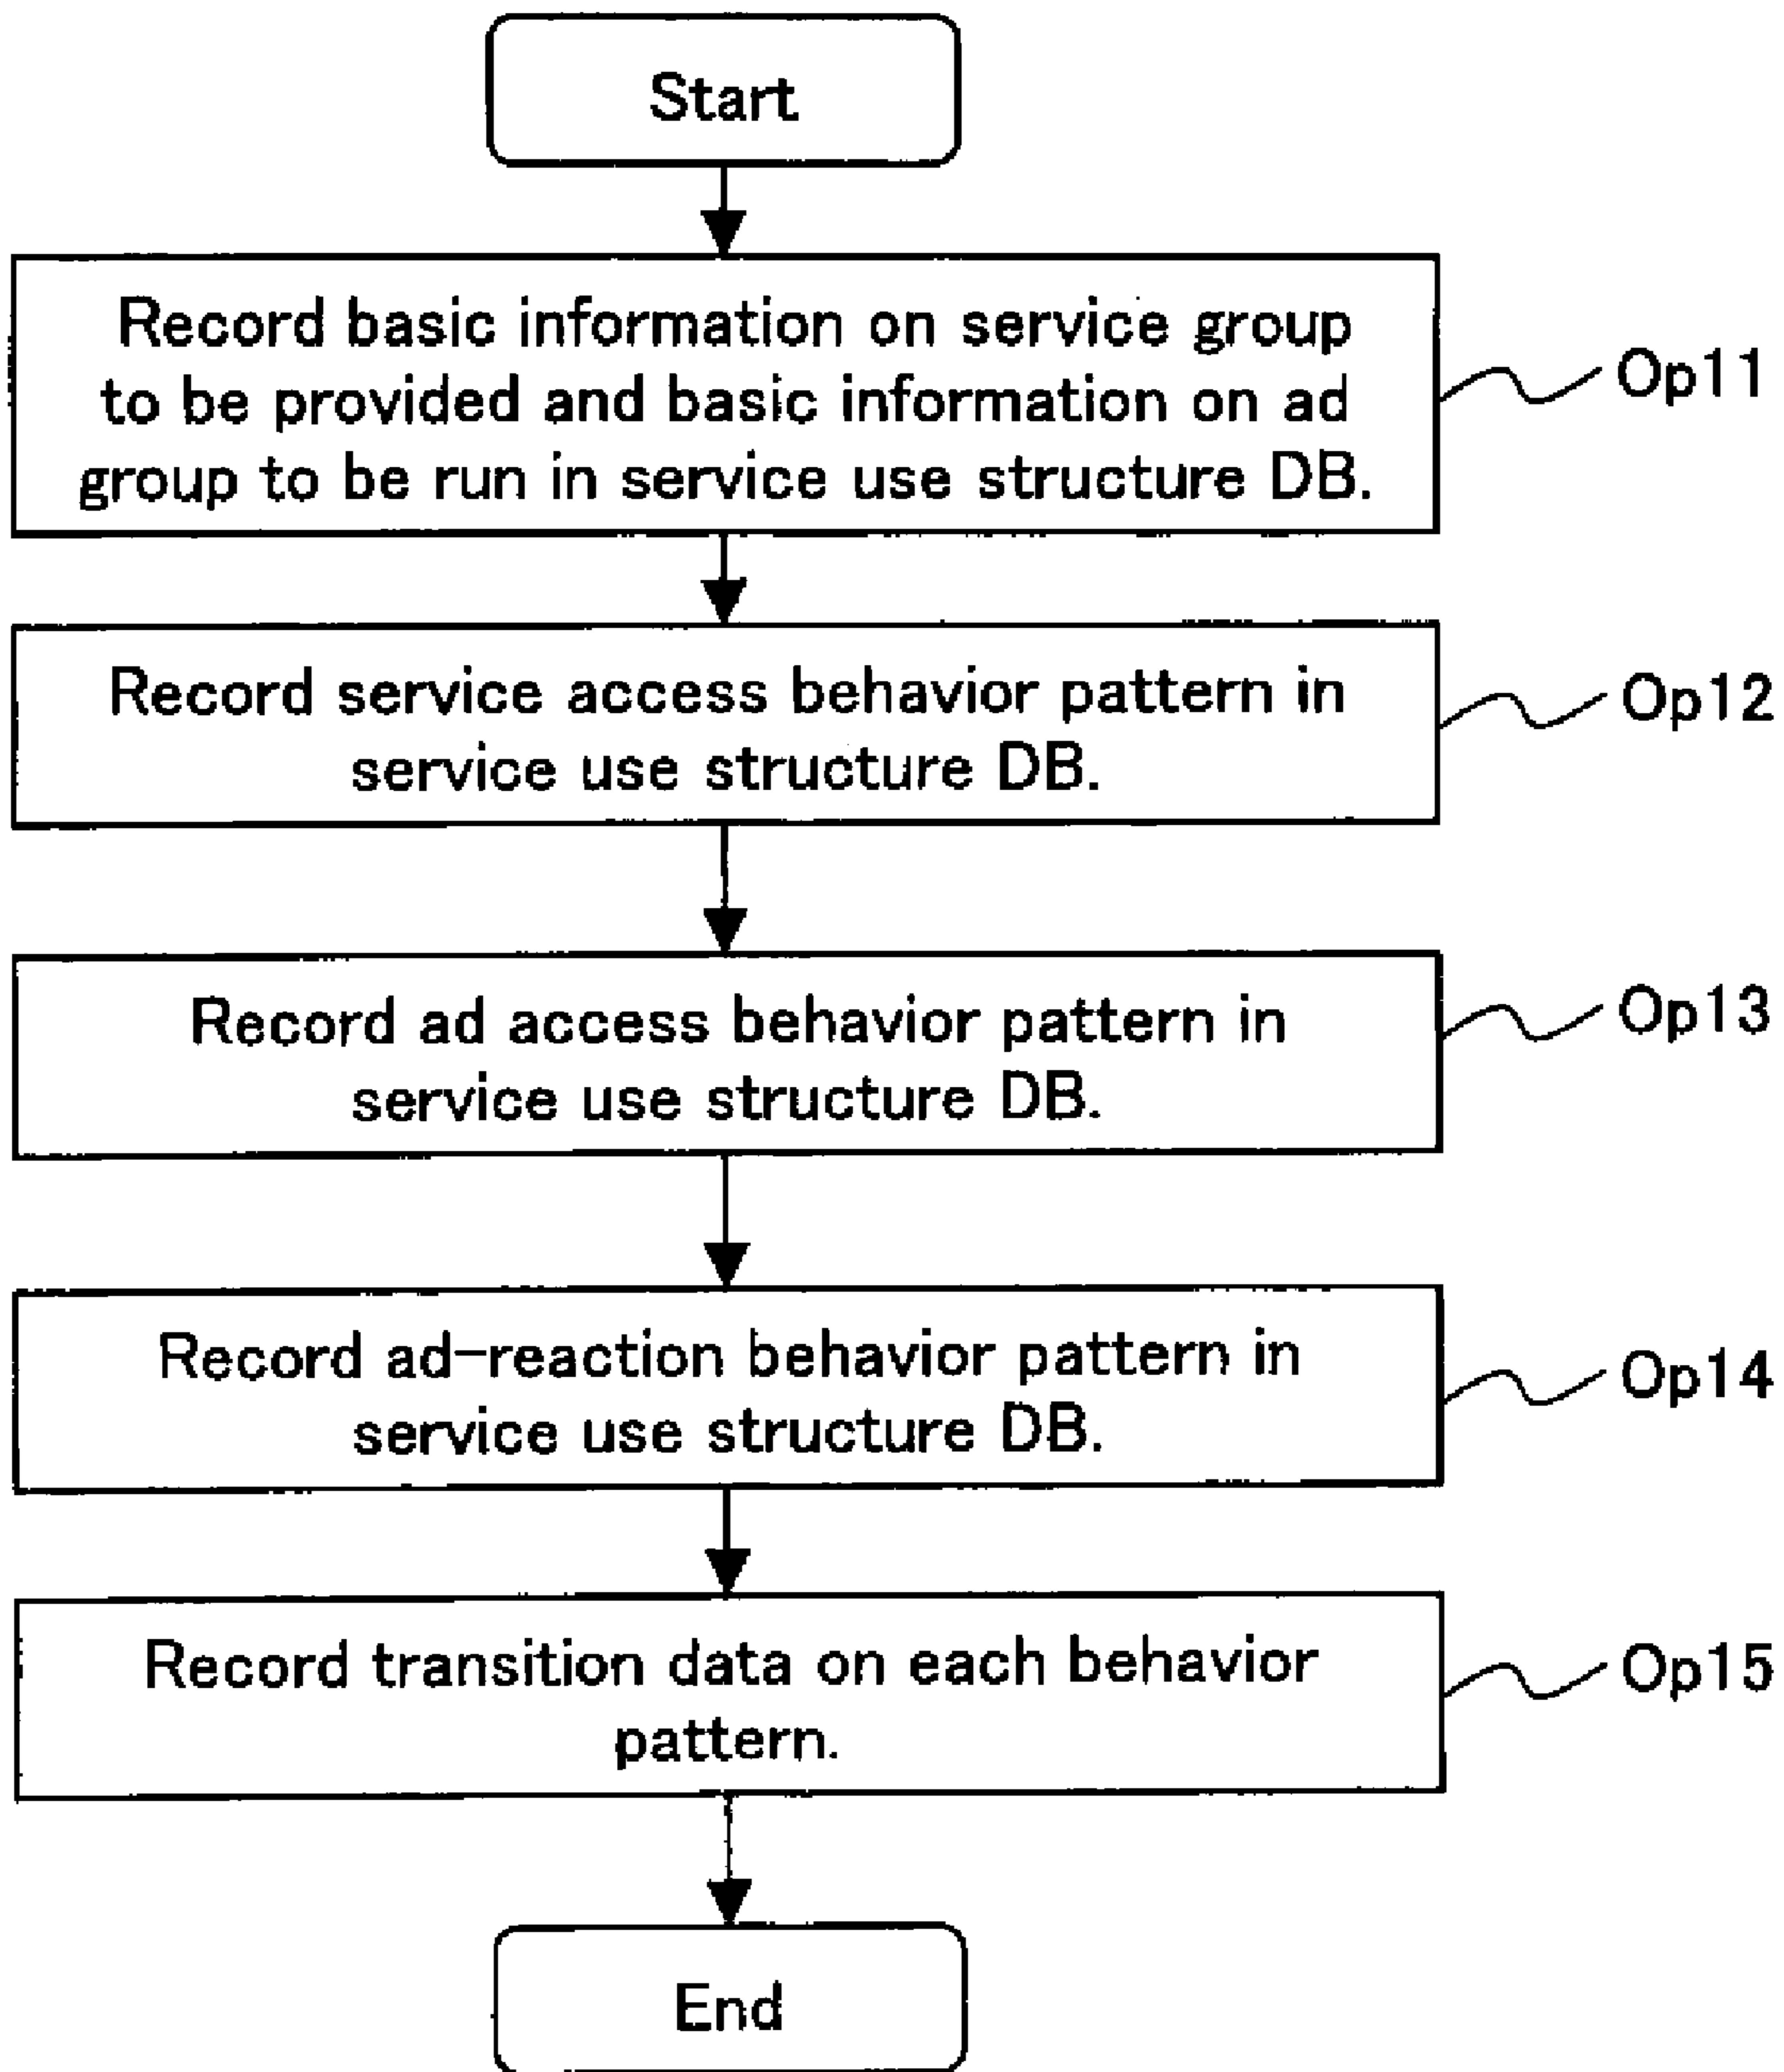 Start
Record basic information on service group
to be provided and basic information on ad
group to be run in service use structure DB.
Op11
Record service access behavior pattern in
service use structure DB.
Op12
Record ad access behavior pattern in
service use structure DB.
Op13
Record ad-reaction behavior pattern in
service use structure DB.
Op14
Record transition data on each behavior
pattern.
Op15
End